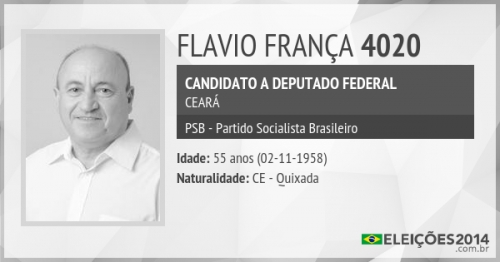 FLAVIO FRANÇA 4020
CANDIDATO A DEPUTADO FEDERAL
CEARÁ
PSB - Partido Socialista Brasileiro
Idade: 55 anos (02-11-1958)
Naturalidade: CE - Quixada
ELEIÇÕES2014
.com.br